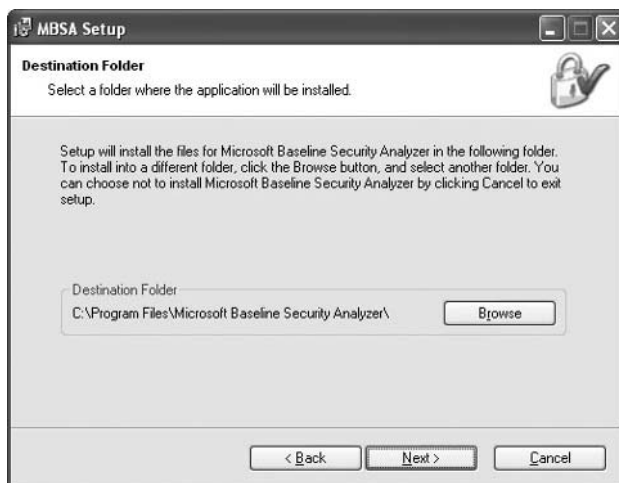 MBSA Setup
Destination Folder
Select a folder where the application will be installed.
Setup will install the files for Microsoft Baseline Security Analyzer in the following folder.
To install into a different folder, click the Browse button, and select another folder. You
can choose not to install Microsoft Baseline Security Analyzer by clicking Cancel to exit
setup.
Destination Folder
C:\Program Files\Microsoft Baseline Security Analyzer\
Browse
< Back
Next >
Cancel